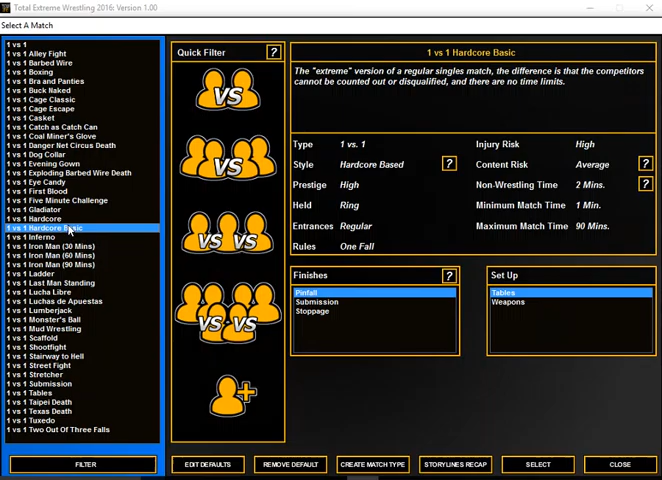 Total Extreme Wrestling 2016: Version 1.00
Select A Match
1 vs 1
1 vs 1 Alley Fight
1 vs 1 Barbed Wire
1 vs 1 Boxing
1 vs 1 Bra and Panties
1 vs 1 Buck Naked
1 vs 1 Cage Classic
1 vs 1 Cage Escape
1 vs 1 Casket
1 vs 1 Catch as Catch Can
1 vs 1 Coal Miner's Glove
1 vs 1 Danger Net Circus Death
1 vs 1 Dog Collar
1 vs 1 Evening Gown
1 vs 1 Exploding Barbed Wire Death
1 vs 1 Eye Candy
1 vs 1 First Blood
1 vs 1 Five Minute Challenge
1 vs 1 Gladiator
1 vs 1 Hardcore
1 vs 1 Hardcore Basic
1 vs 1 Inferno
1 vs 1 Iron Man (30 Mins)
1 vs 1 Iron Man (60 Mins)
1 vs 1 Iron Man (90 Mins)
1 vs 1 Ladder
1 vs 1 Last Man Standing
1 vs 1 Lucha Libre
1 vs 1 Luchas de Apuestas
1 vs 1 Lumberjack
1 vs 1 Monster's Ball
1 vs 1 Mud Wrestling
1 vs 1 Scaffold
1 vs 1 Shootfight
1 vs 1 Stairway to Hell
1 vs 1 Street Fight
1 vs 1 Stretcher
1 vs 1 Submission
1 vs 1 Tables
1 vs 1 Taipei Death
1 vs 1 Texas Death
1 vs 1 Tuxedo
1 vs 1 Two Out Of Three Falls
FILTER
Quick Filter ?
VS
VS
VS VS
VS VS
1 vs 1 Hardcore Basic
The "extreme" version of a regular singles match, the difference is that the competitors
cannot be counted out or disqualified, and there are no time limits.
Type 1 vs. 1 Injury Risk High
Style Hardcore Based ? Content Risk Average ?
Prestige High Non-Wrestling Time 2 Mins. ?
Held Ring Minimum Match Time 1 Min.
Entrances Regular Maximum Match Time 90 Mins.
Rules One Fall
Finishes ?
Pinfall
Submission
Stoppage
Set Up
Tables
Weapons
EDIT DEFAULTS REMOVE DEFAULT CREATE MATCH TYPE STORYLINES RECAP SELECT CLOSE